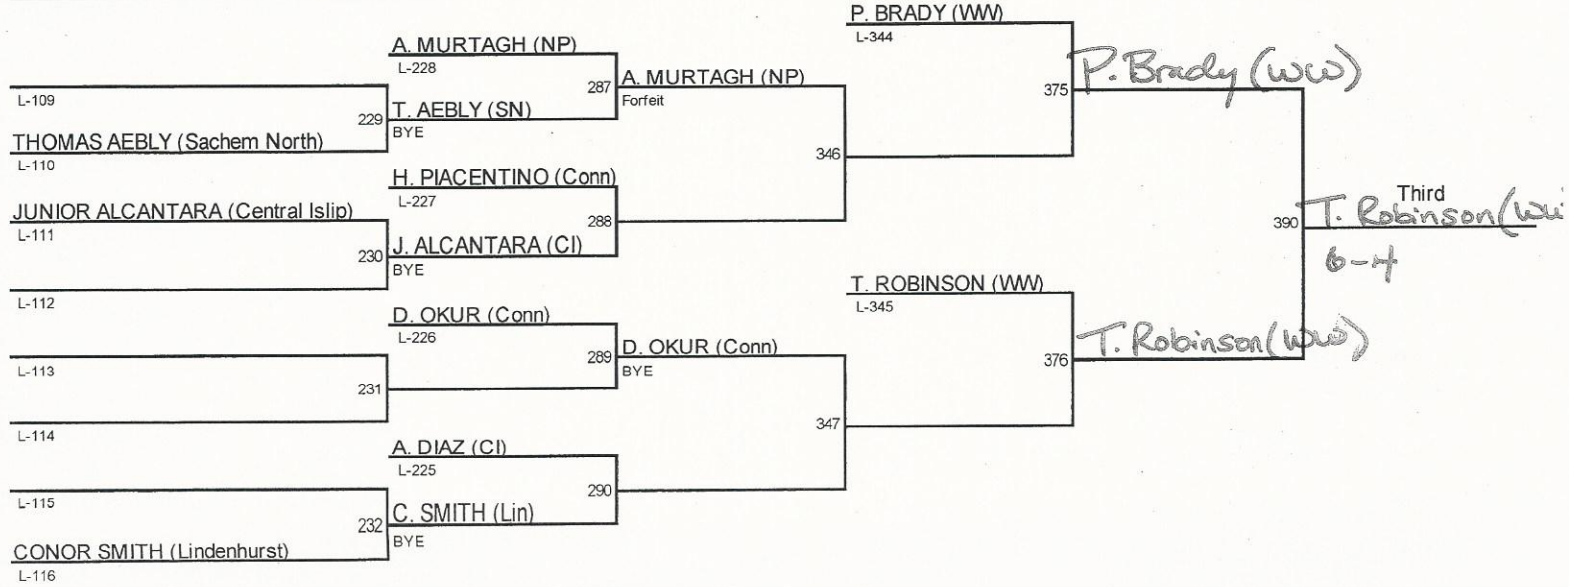 P. BRADY (WW)
L-344
A. MURTAGH (NP)
L-228
287
A. MURTAGH (NP)
Forfeit
375
P. Brady (WW)
L-109
229
T. AEBLY (SN)
BYE
THOMAS AEBLY (Sachem North)
L-110
346
H. PIACENTINO (Conn)
L-227
JUNIOR ALCANTARA (Central Islip)
L-111
288
230
J. ALCANTARA (CI)
BYE
L-112
Third
390
T. Robinson (WW
6-4
T. ROBINSON (WW)
L-345
D. OKUR (Conn)
L-226
289
D. OKUR (Conn)
BYE
376
T. Robinson (WW)
L-113
231
L-114
347
A. DIAZ (CI)
L-225
290
L-115
232
C. SMITH (Lin)
BYE
CONOR SMITH (Lindenhurst)
L-116